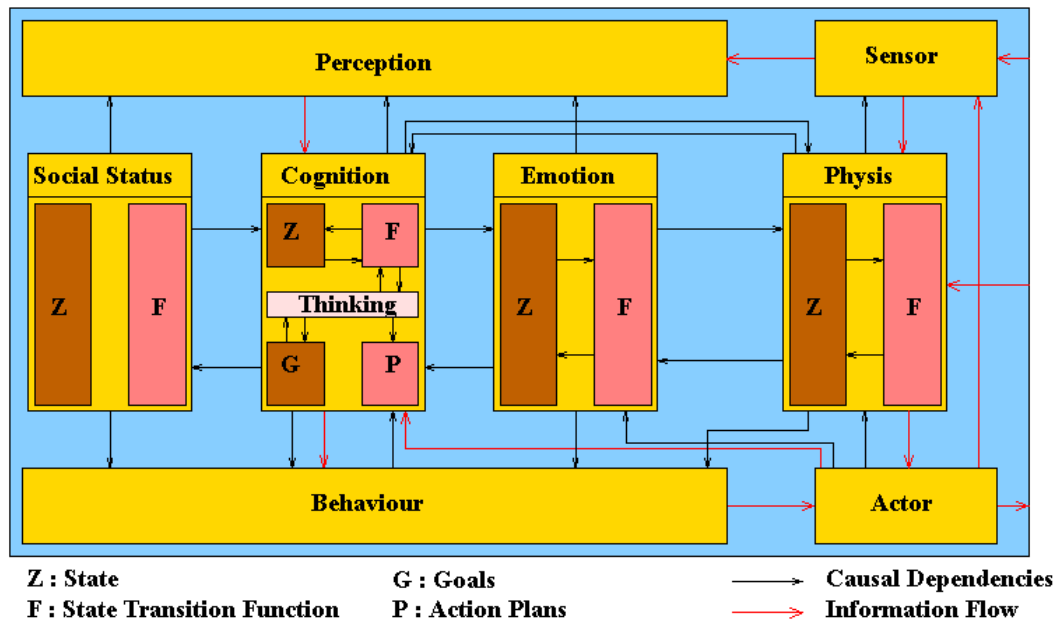 Perception
Sensor
Social Status
Cognition
Emotion
Physis
Z
F
Z
F
Thinking
G
P
Z
F
Z
F
Behaviour
Actor
Z : State
G : Goals
Causal Dependencies
F : State Transition Function
P : Action Plans
Information Flow